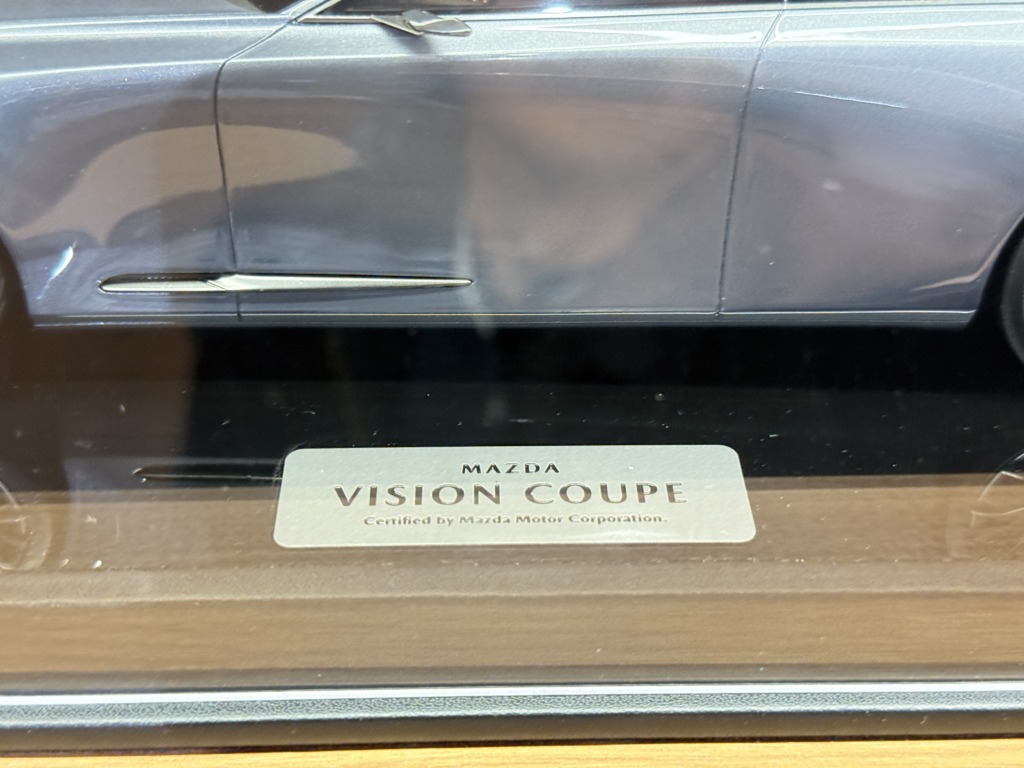 MAZDA
VISION COUPE
Certified by Mazda Motor Corporation.